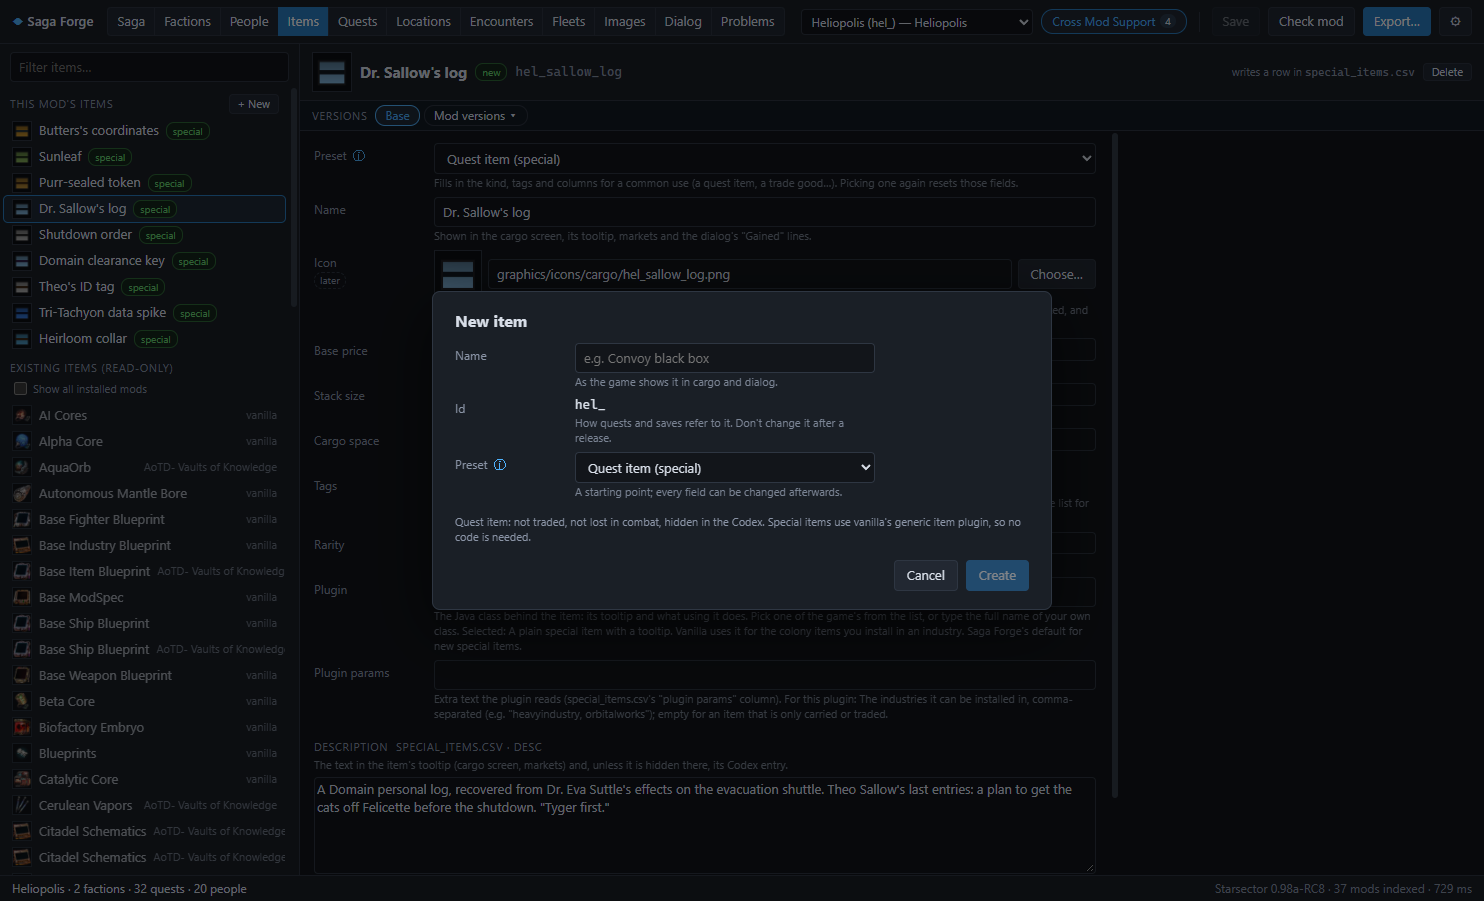 Saga Forge
Saga
Factions
People
Items
Quests
Locations
Encounters
Fleets
Images
Dialog
Problems
Heliopolis (hel_) — Heliopolis
Cross Mod Support 4
Save
Check mod
Export...
Filter items...
THIS MOD'S ITEMS
+ New
Butters's coordinates special
Sunleaf special
Purr-sealed token special
Dr. Sallow's log special
Shutdown order special
Domain clearance key special
Theo's ID tag special
Tri-Tachyon data spike special
Heirloom collar special
EXISTING ITEMS (READ-ONLY)
Show all installed mods
AI Cores vanilla
Alpha Core vanilla
AquaOrb AoTD- Vaults of Knowledge
Autonomous Mantle Bore vanilla
Base Fighter Blueprint vanilla
Base Industry Blueprint vanilla
Base Item Blueprint AoTD- Vaults of Knowledg
Base ModSpec vanilla
Base Ship Blueprint vanilla
Base Ship Blueprint AoTD- Vaults of Knowledg
Base Weapon Blueprint vanilla
Beta Core vanilla
Biofactory Embryo vanilla
Blueprints vanilla
Catalytic Core vanilla
Cerulean Vapors AoTD- Vaults of Knowledge
Citadel Schematics AoTD- Vaults of Knowledge
Citadel Schematics AoTD- Vaults of Knowledge
Dr. Sallow's log new hel_sallow_log
writes a row in special_items.csv
Delete
VERSIONS
Base
Mod versions
Preset
Quest item (special)
Fills in the kind, tags and columns for a common use (a quest item, a trade good...). Picking one again resets those fields.
Name
Dr. Sallow's log
Shown in the cargo screen, its tooltip, markets and the dialog's "Gained" lines.
Icon
later
graphics/icons/cargo/hel_sallow_log.png
Choose...
ed, and
Base price
Stack size
Cargo space
Tags
e list for
Rarity
Plugin
The Java class behind the item: its tooltip and what using it does. Pick one of the game's from the list, or type the full name of your own
class. Selected: A plain special item with a tooltip. Vanilla uses it for the colony items you install in an industry. Saga Forge's default for
new special items.
Plugin params
Extra text the plugin reads (special_items.csv's "plugin params" column). For this plugin: The industries it can be installed in, comma-
separated (e.g. "heavyindustry, orbitalworks"); empty for an item that is only carried or traded.
DESCRIPTION SPECIAL_ITEMS.CSV · DESC
The text in the item's tooltip (cargo screen, markets) and, unless it is hidden there, its Codex entry.
A Domain personal log, recovered from Dr. Eva Suttle's effects on the evacuation shuttle. Theo Sallow's last entries: a plan to get the
cats off Felicette before the shutdown. "Tyger first."
New item
Name
e.g. Convoy black box
As the game shows it in cargo and dialog.
Id
hel_
How quests and saves refer to it. Don't change it after a
release.
Preset
Quest item (special)
A starting point; every field can be changed afterwards.
Quest item: not traded, not lost in combat, hidden in the Codex. Special items use vanilla's generic item plugin, so no
code is needed.
Cancel
Create
Heliopolis · 2 factions · 32 quests · 20 people
Starsector 0.98a-RC8 · 37 mods indexed · 729 ms